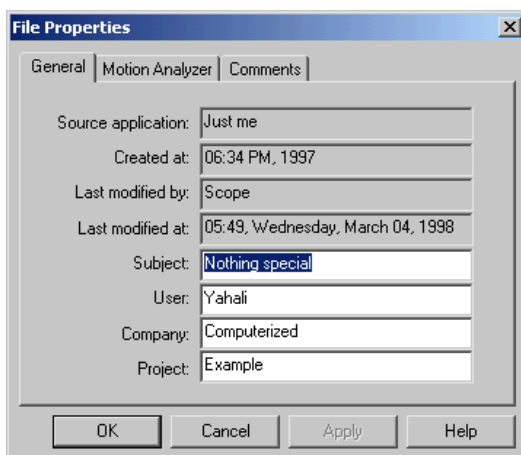 File Properties
General Motion Analyzer Comments
Source application: Just me
Created at: 06:34 PM, 1997
Last modified by: Scope
Last modified at: 05:49, Wednesday, March 04, 1998
Subject: Nothing special
User: Yahali
Company: Computerized
Project: Example
OK Cancel Apply Help